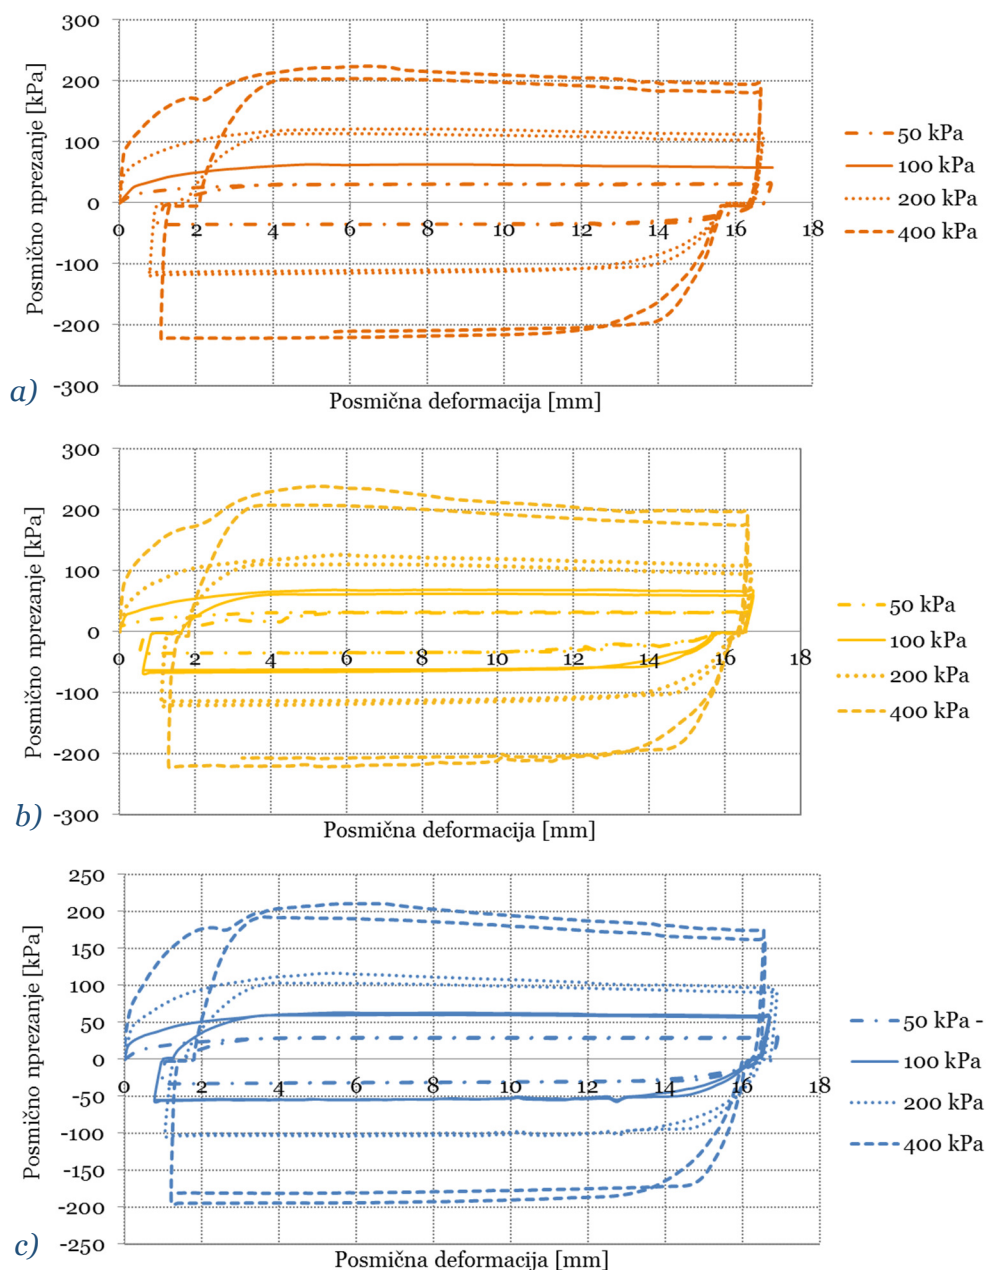 300
200
100
0
-100
-200
-300
0 2 4 6 8 10 12 14 16 18
Posmično nprezanje [kPa]
Posmična deformacija [mm]
50 kPa
100 kPa
200 kPa
400 kPa
a)
300
200
100
0
-100
-200
-300
0 2 4 6 8 10 12 14 16 18
Posmično nprezanje [kPa]
Posmična deformacija [mm]
50 kPa
100 kPa
200 kPa
400 kPa
b)
250
200
150
100
50
0
-50
-100
-150
-200
-250
0 2 4 6 8 10 12 14 16 18
Posmično nprezanje [kPa]
Posmična deformacija [mm]
50 kPa -
100 kPa
200 kPa
400 kPa
c)